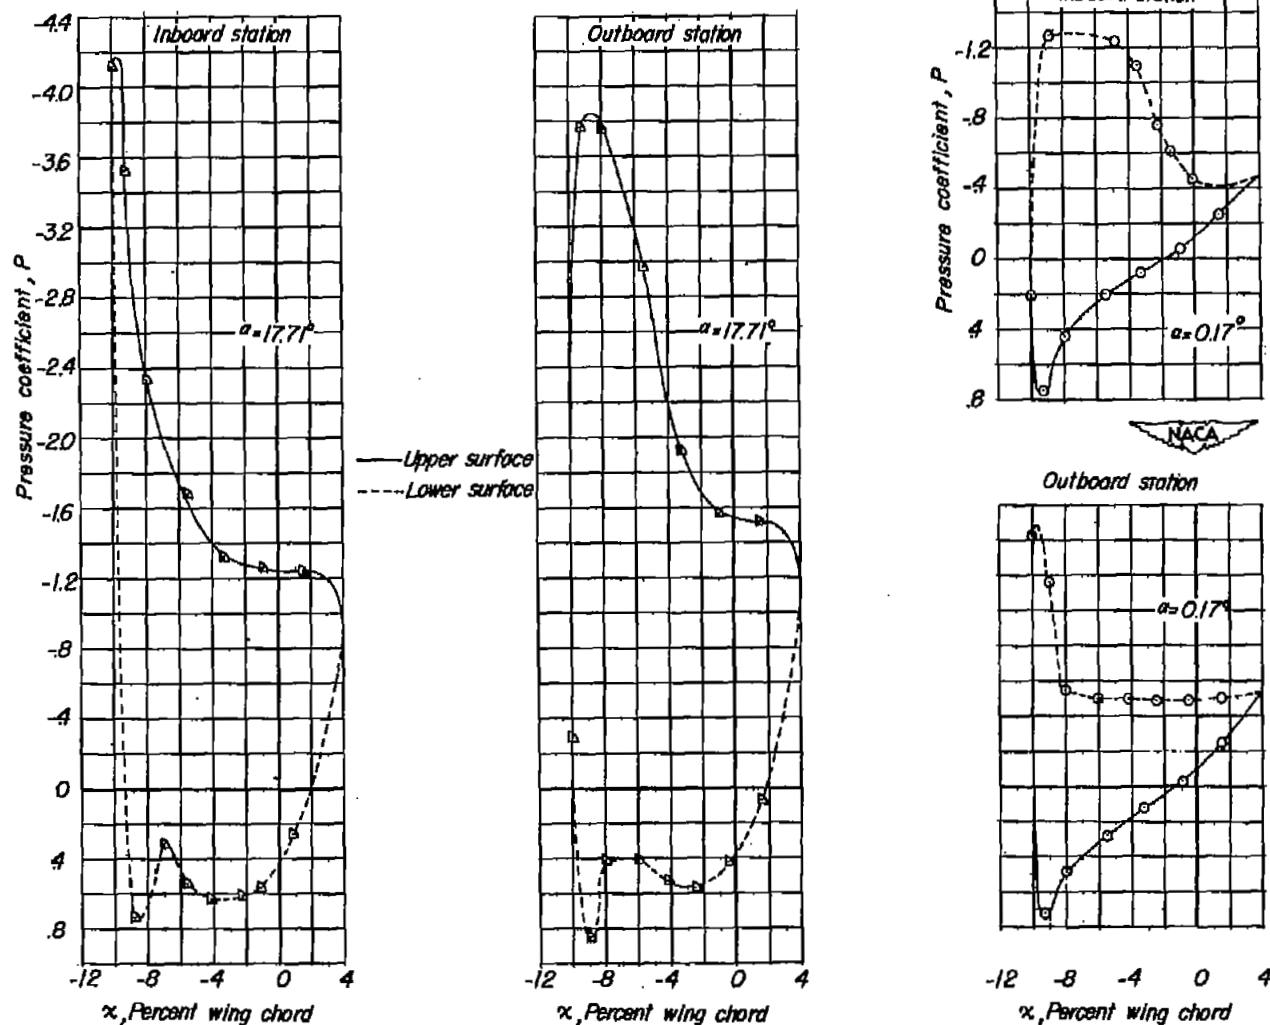 Inboard station
-4.4
-4.0
-3.6
-3.2
-2.8
-2.4
-2.0
-1.6
-1.2
-.8
-.4
0
.4
.8
Pressure coefficient, P
α=17.71°
-12 -8 -4 0 4
x, Percent wing chord
Upper surface
Lower surface
Outboard station
α=17.71°
-12 -8 -4 0 4
x, Percent wing chord
-1.2
-.8
-.4
0
.4
.8
Pressure coefficient, P
α=0.17°
NACA
Outboard station
α=0.17°
-12 -8 -4 0 4
x, Percent wing chord